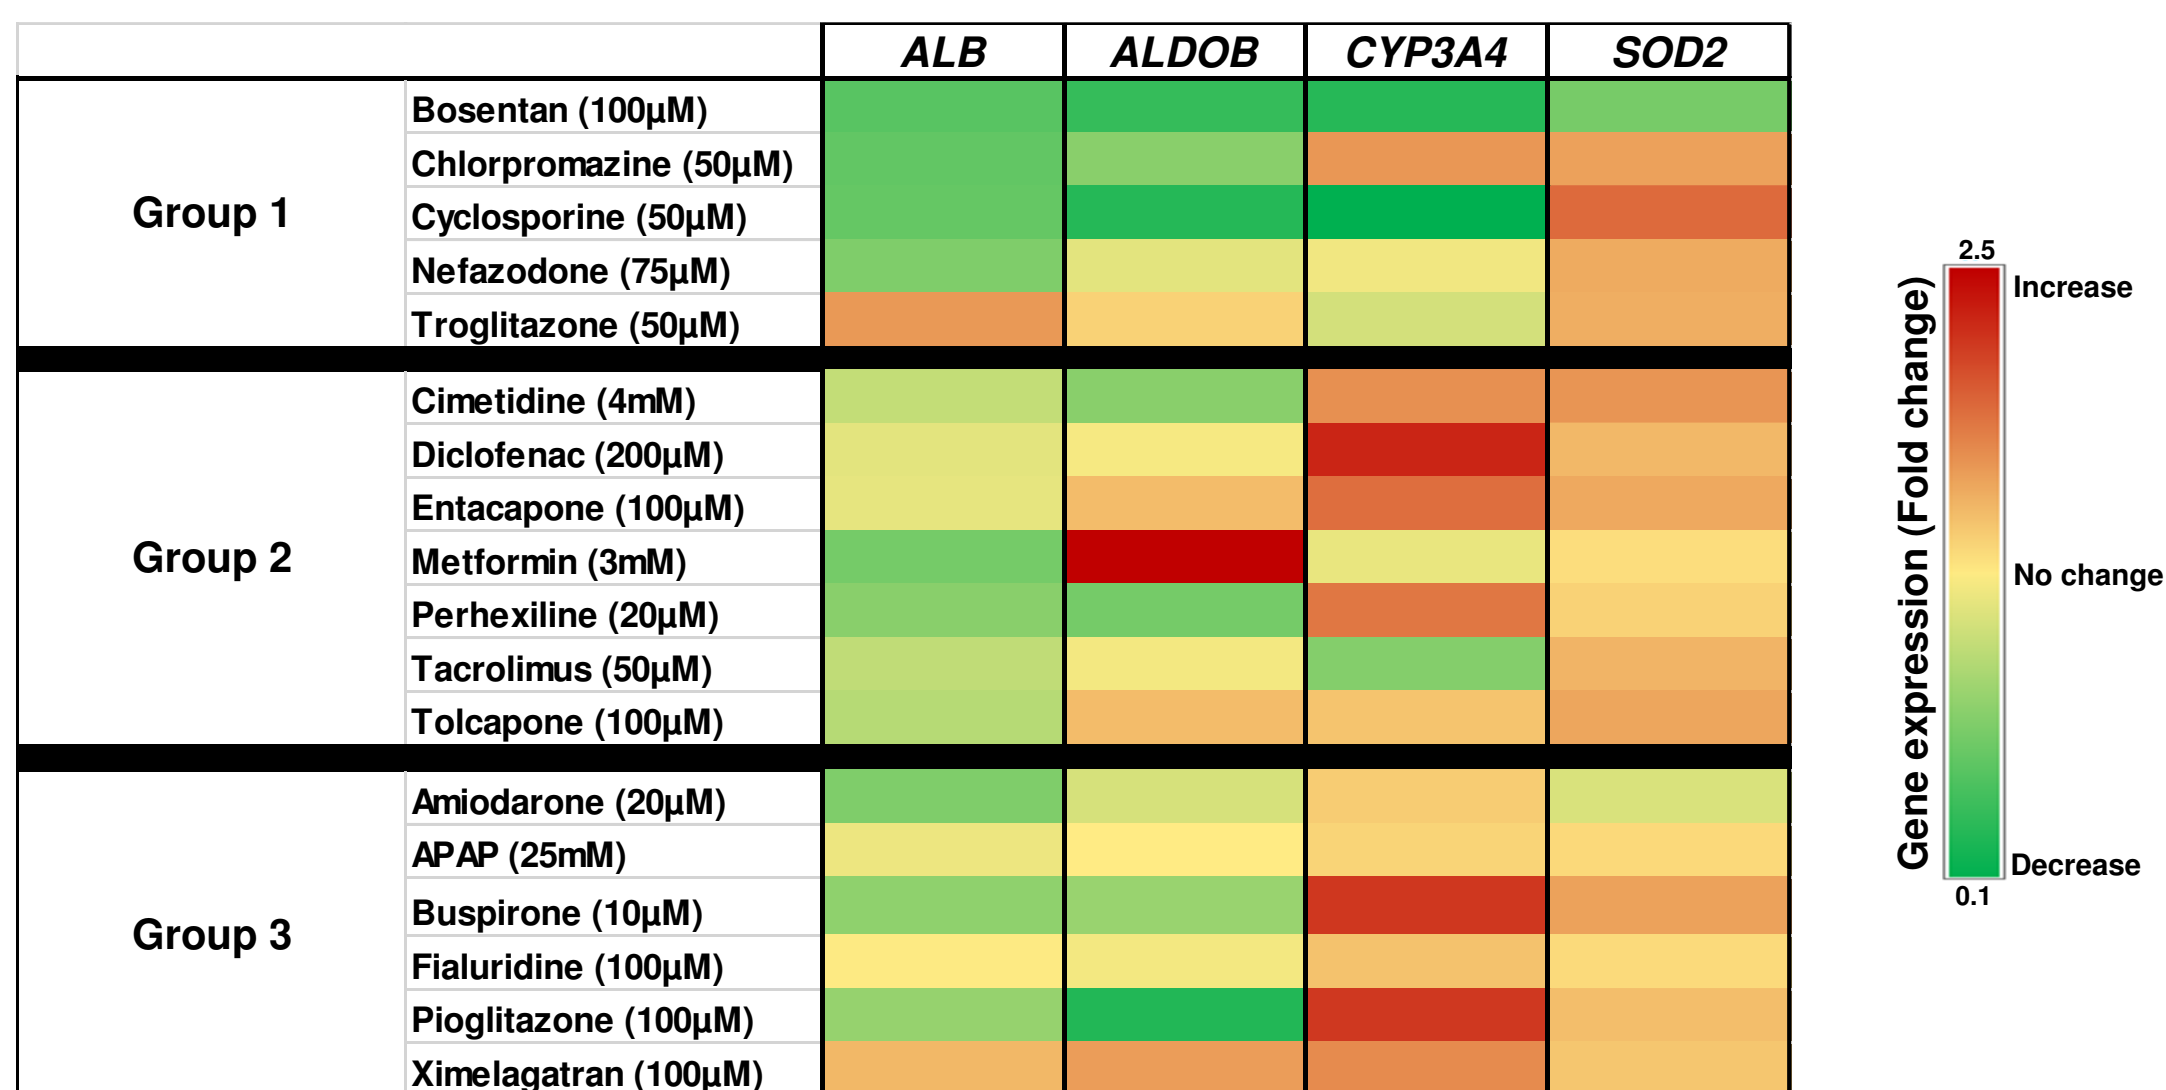 ALB ALDOB CYP3A4 SOD2
Group 1
Bosentan (100µM)
Chlorpromazine (50µM)
Cyclosporine (50µM)
Nefazodone (75µM)
Troglitazone (50µM)
Group 2
Cimetidine (4mM)
Diclofenac (200µM)
Entacapone (100µM)
Metformin (3mM)
Perhexiline (20µM)
Tacrolimus (50µM)
Tolcapone (100µM)
Group 3
Amiodarone (20µM)
APAP (25mM)
Buspirone (10µM)
Fialuridine (100µM)
Pioglitazone (100µM)
Ximelagatran (100µM)
Gene expression (Fold change)
2.5
Increase
No change
Decrease
0.1